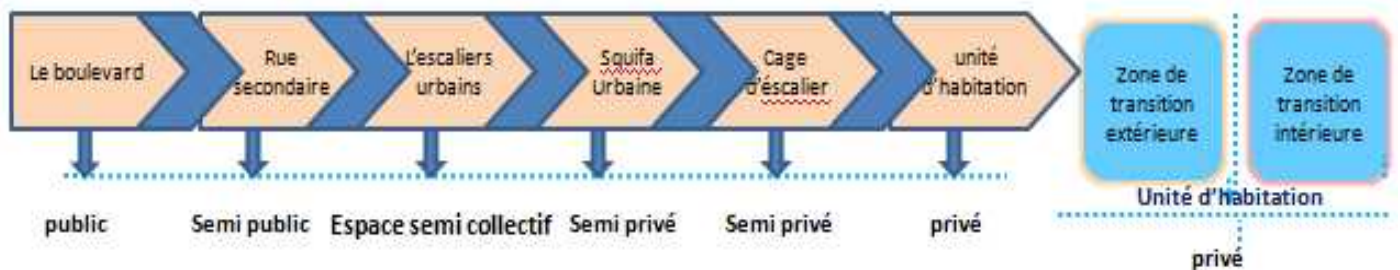 Le boulevard
Rue
secondaire
L'escaliers
urbains
Squifa
Urbaine
Cage
d'éscalier
unité
d'habitation
Zone de
transition
extérieure
Zone de
transition
intérieure
Unité d'habitation
public
Semi public
Espace semi collectif
Semi privé
Semi privé
privé
privé